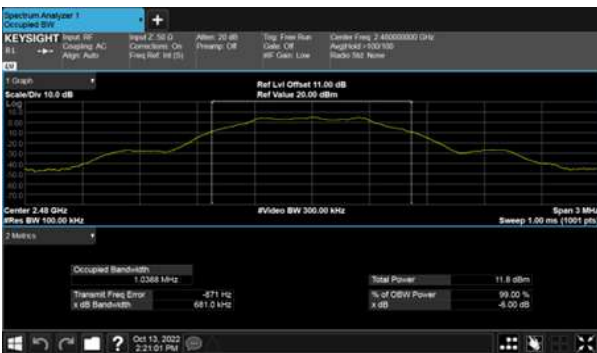 Spectrum Analyzer 1
Occupied BW
KEYSIGHT
Input: RF
Coupling: AC
Align: Auto
Input Z: 50 Ω
Corrections: On
Freq Ref: Int (S)
Atten: 20 dB
Preamp: Off
Trig: Free Run
Gate: Off
#IF Gain: Low
Center Freq: 2.480000000 GHz
Avg|Hold >100/100
Radio Std: None
1 Graph
Scale/Div 10.0 dB
Ref Lvl Offset 11.00 dB
Ref Value 20.00 dBm
Log
Center 2.48 GHz
#Res BW 100.00 kHz
#Video BW 300.00 kHz
Span 3 MHz
Sweep 1.00 ms (1001 pts)
2 Metrics
Occupied Bandwidth
1.0368 MHz
Total Power
11.8 dBm
Transmit Freq Error
-871 Hz
% of OBW Power
99.00 %
x dB Bandwidth
681.0 kHz
x dB
-6.00 dB
Oct 13, 2022
2:21:01 PM